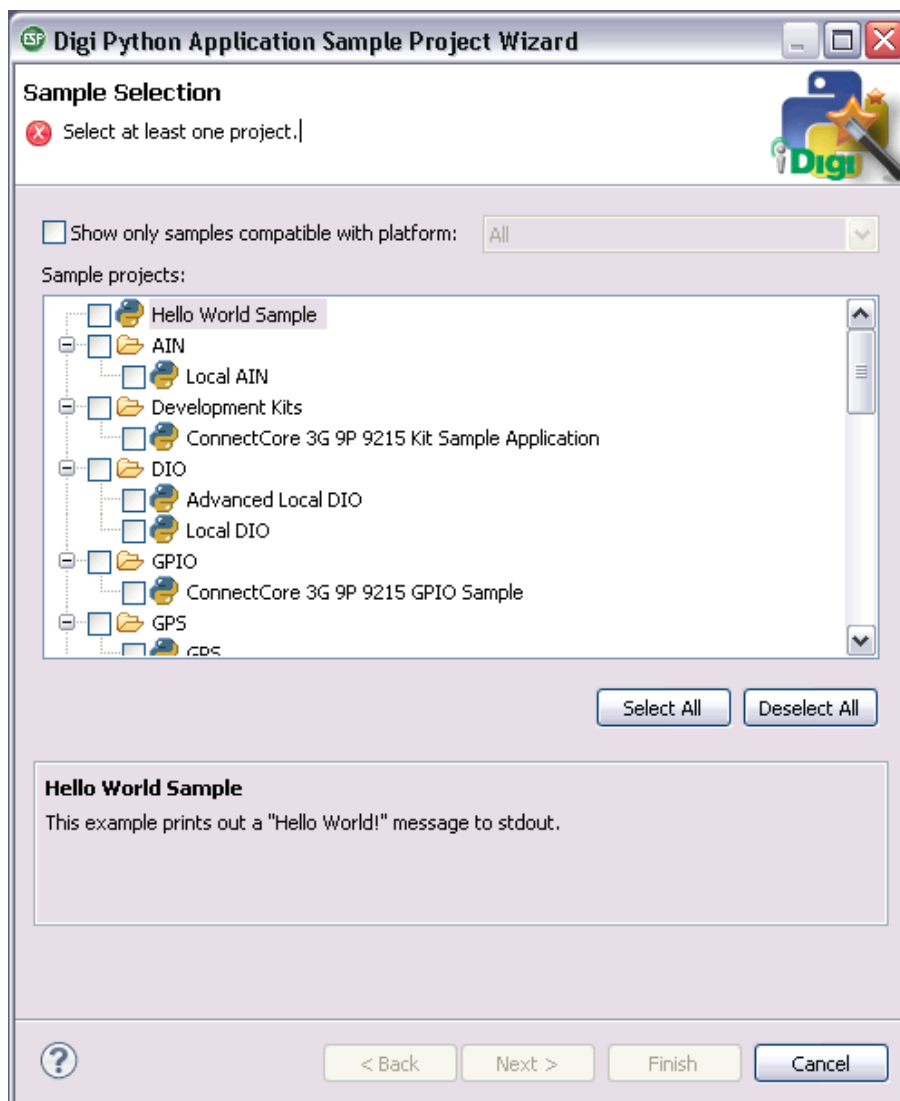 ESP Digi Python Application Sample Project Wizard
Sample Selection
Select at least one project.
iDigi
Show only samples compatible with platform: All
Sample projects:
Hello World Sample
AIN
Local AIN
Development Kits
ConnectCore 3G 9P 9215 Kit Sample Application
DIO
Advanced Local DIO
Local DIO
GPIO
ConnectCore 3G 9P 9215 GPIO Sample
GPS
GPS
Select All Deselect All
Hello World Sample
This example prints out a "Hello World!" message to stdout.
? < Back Next > Finish Cancel